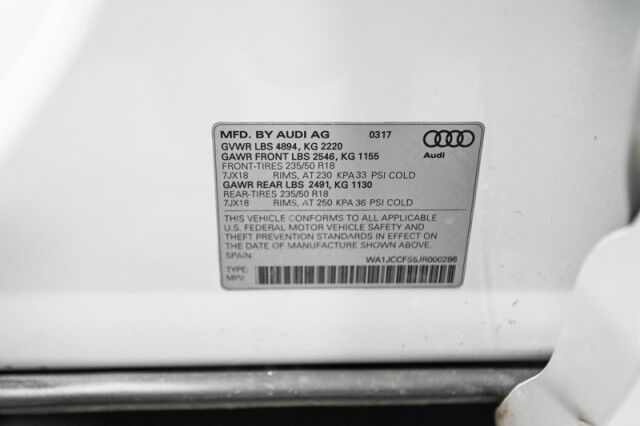 MFD. BY AUDI AG 0317
Audi
GVWR LBS 4894, KG 2220
GAWR FRONT LBS 2546, KG 1155
FRONT-TIRES 235/50 R18
7JX18 RIMS, AT 230 KPA 33 PSI COLD
GAWR REAR LBS 2491, KG 1130
REAR-TIRES 235/50 R18
7JX18 RIMS, AT 250 KPA 36 PSI COLD
THIS VEHICLE CONFORMS TO ALL APPLICABLE
U.S. FEDERAL MOTOR VEHICLE SAFETY AND
THEFT PREVENTION STANDARDS IN EFFECT ON
THE DATE OF MANUFACTURE SHOWN ABOVE.
SPAIN
WA1JCCFS5JR000296
TYPE:
MPV